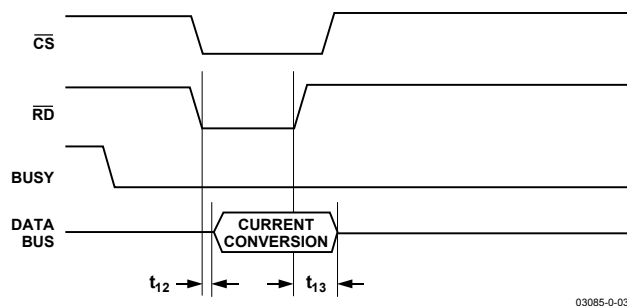 CS
RD
BUSY
DATA
BUS
CURRENT
CONVERSION
t12
t13
03085-0-03